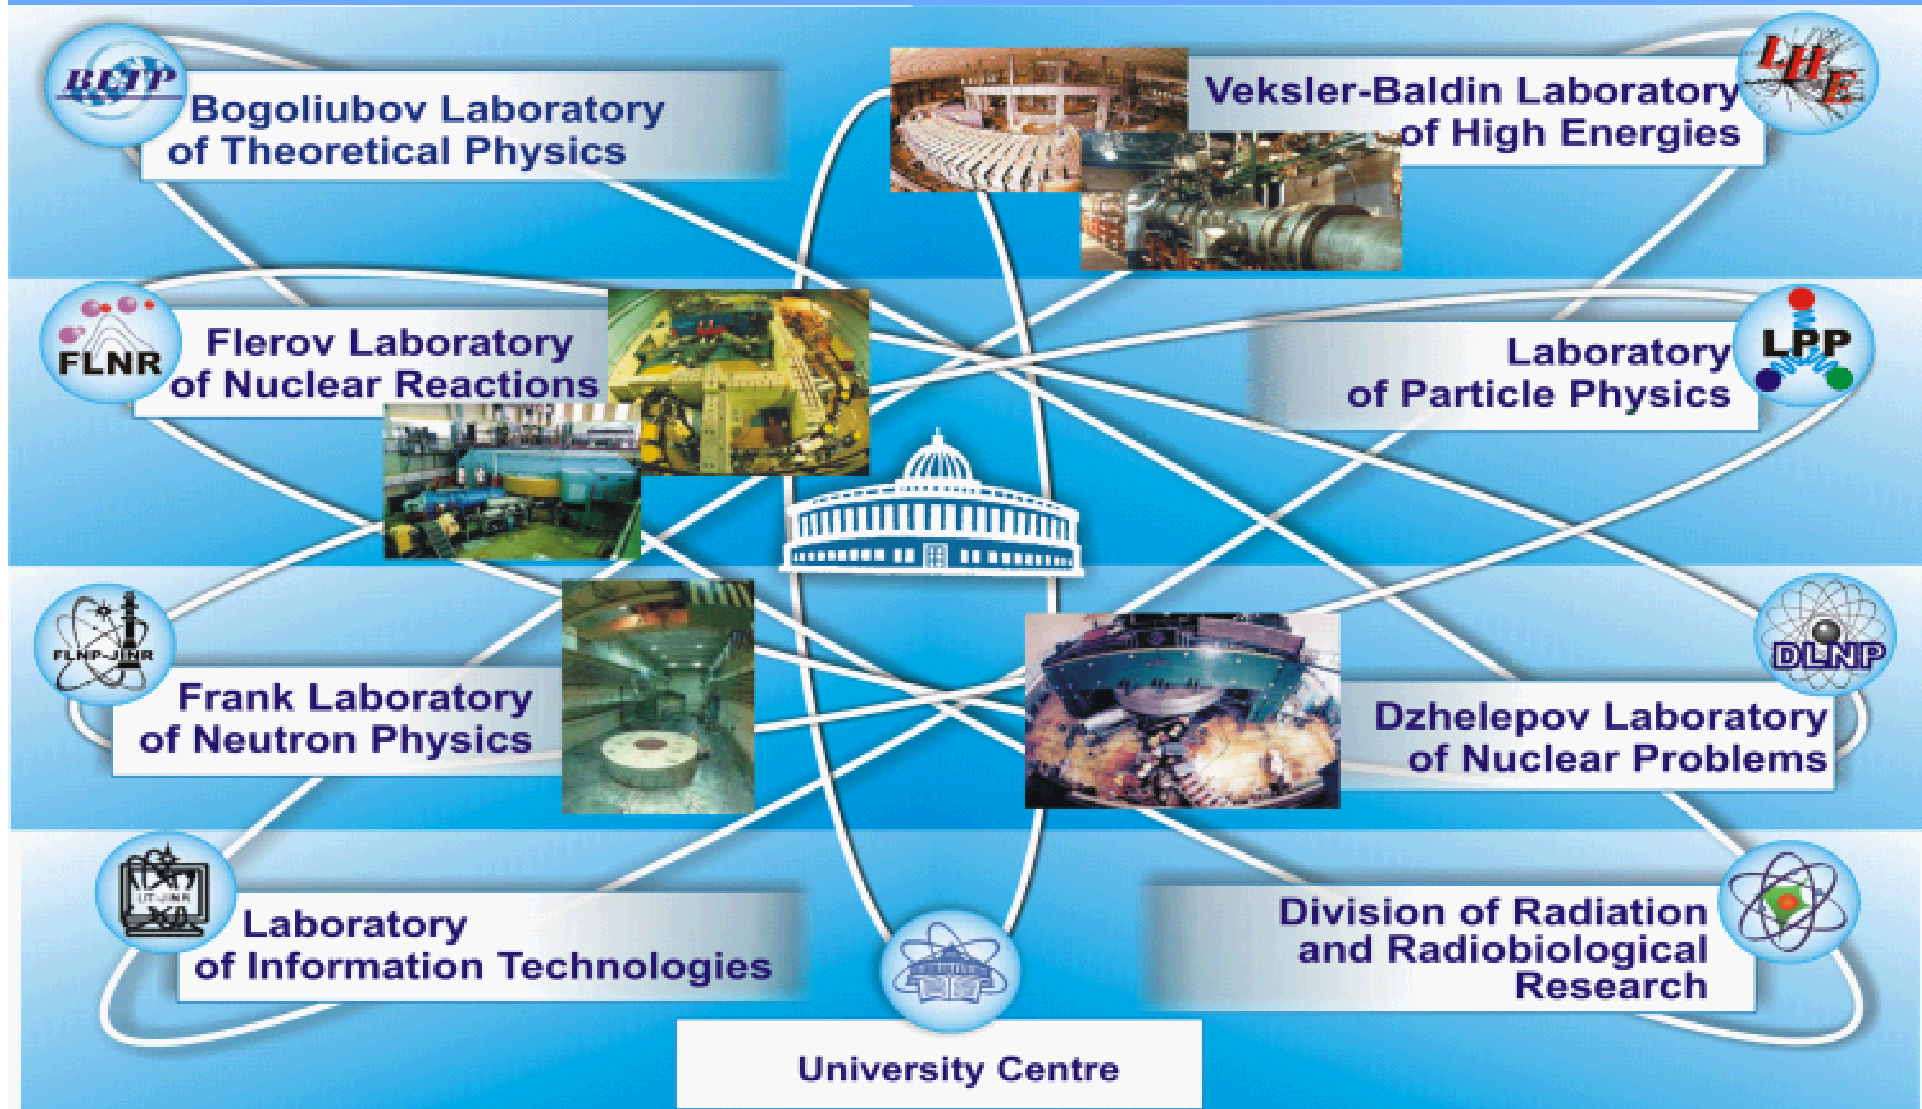 BLTP
Bogoliubov Laboratory
of Theoretical Physics
Veksler-Baldin Laboratory
of High Energies
LHE
FLNR
Flerov Laboratory
of Nuclear Reactions
Laboratory
of Particle Physics
LPP
FLNP-JINR
Frank Laboratory
of Neutron Physics
Dzhelepov Laboratory
of Nuclear Problems
DLNP
Laboratory
of Information Technologies
Division of Radiation
and Radiobiological
Research
University Centre